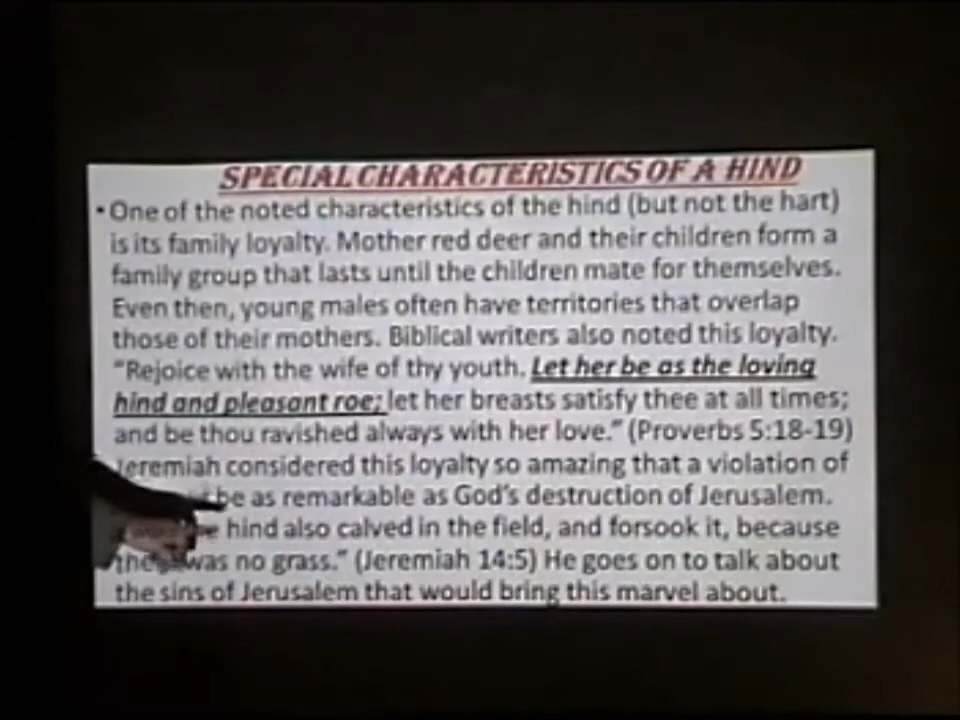 SPECIAL CHARACTERISTICS OF A HIND
• One of the noted characteristics of the hind (but not the hart)
is its family loyalty. Mother red deer and their children form a
family group that lasts until the children mate for themselves.
Even then, young males often have territories that overlap
those of their mothers. Biblical writers also noted this loyalty.
"Rejoice with the wife of thy youth. Let her be as the loving
hind and pleasant roe; let her breasts satisfy thee at all times;
and be thou ravished always with her love." (Proverbs 5:18-19)
Jeremiah considered this loyalty so amazing that a violation of
be as remarkable as God's destruction of Jerusalem.
hind also calved in the field, and forsook it, because
was no grass." (Jeremiah 14:5) He goes on to talk about
the sins of Jerusalem that would bring this marvel about.